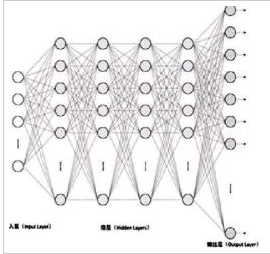 入层 (Input Layer)
隐层 (Hidden Layers)
输出层 (Output Layer)